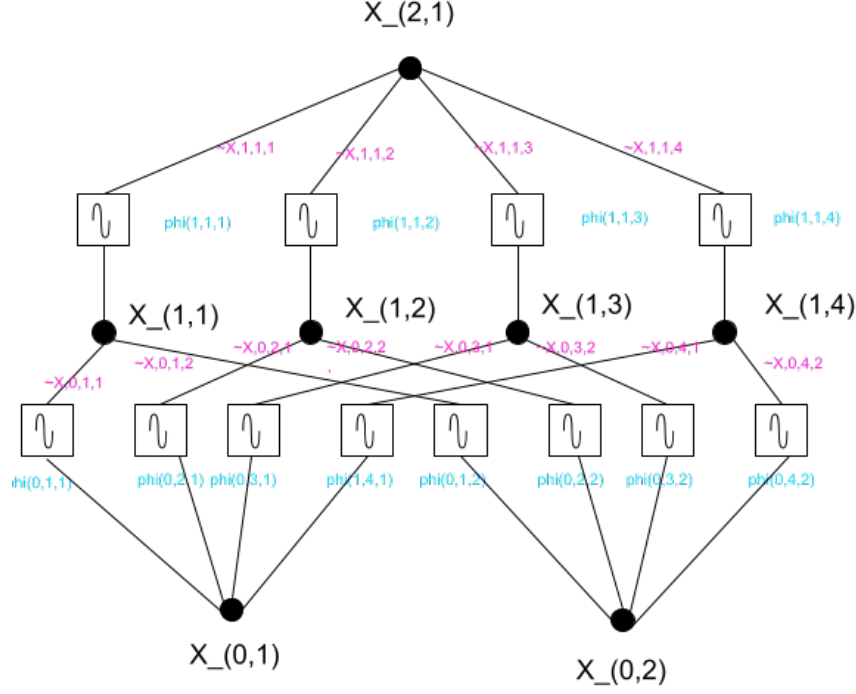 X_(2,1)
~X,1,1,1
~X,1,1,2
~X,1,1,3
~X,1,1,4
phi(1,1,1)
phi(1,1,2)
phi(1,1,3)
phi(1,1,4)
X_(1,1)
X_(1,2)
X_(1,3)
X_(1,4)
~X,0,1,1
~X,0,1,2
~X,0,2,1
~X,0,2,2
~X,0,3,1
~X,0,3,2
~X,0,4,1
~X,0,4,2
hi(0,1,1)
phi(0,2,1)
phi(0,3,1)
phi(1,4,1)
phi(0,1,2)
phi(0,2,2)
phi(0,3,2)
phi(0,4,2)
X_(0,1)
X_(0,2)